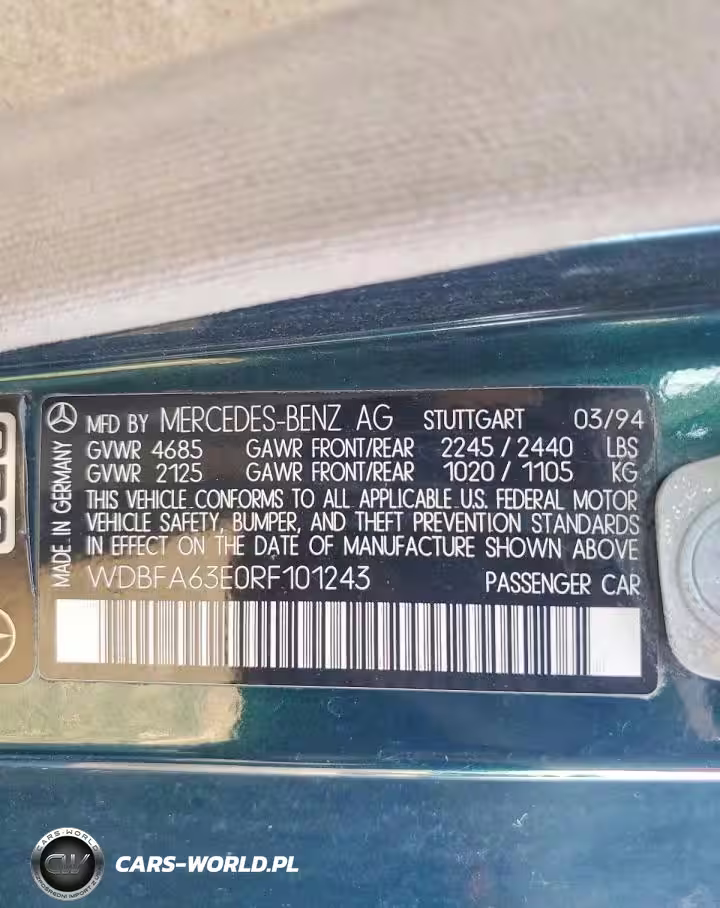 MFD BY MERCEDES-BENZ AG STUTTGART 03/94
GVWR 4685 GAWR FRONT/REAR 2245 / 2440 LBS
GVWR 2125 GAWR FRONT/REAR 1020 / 1105 KG
THIS VEHICLE CONFORMS TO ALL APPLICABLE U.S. FEDERAL MOTOR
VEHICLE SAFETY, BUMPER, AND THEFT PREVENTION STANDARDS
IN EFFECT ON THE DATE OF MANUFACTURE SHOWN ABOVE
WDBFA63E0RF101243 PASSENGER CAR
MADE IN GERMANY
CARS-WORLD
CW
CARS-WORLD.PL